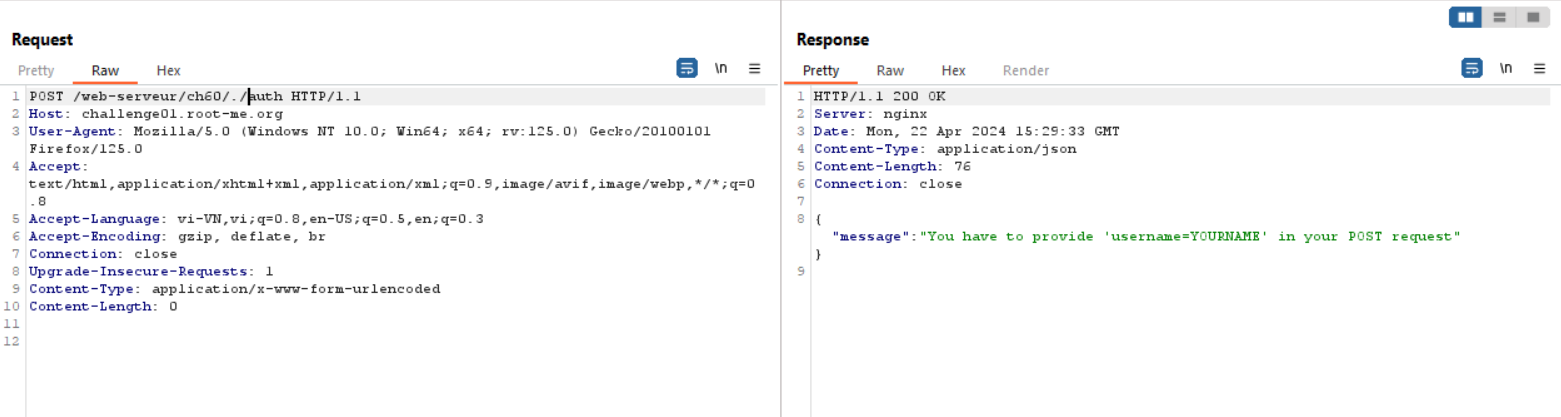 Request
Pretty Raw Hex \n
1 POST /web-serveur/ch60/./auth HTTP/1.1
2 Host: challenge01.root-me.org
3 User-Agent: Mozilla/5.0 (Windows NT 10.0; Win64; x64; rv:125.0) Gecko/20100101
Firefox/125.0
4 Accept:
text/html,application/xhtml+xml,application/xml;q=0.9,image/avif,image/webp,*/*;q=0
.8
5 Accept-Language: vi-VN,vi;q=0.8,en-US;q=0.5,en;q=0.3
6 Accept-Encoding: gzip, deflate, br
7 Connection: close
8 Upgrade-Insecure-Requests: 1
9 Content-Type: application/x-www-form-urlencoded
10 Content-Length: 0
11
12
Response
Pretty Raw Hex Render \n
1 HTTP/1.1 200 OK
2 Server: nginx
3 Date: Mon, 22 Apr 2024 15:29:33 GMT
4 Content-Type: application/json
5 Content-Length: 76
6 Connection: close
7
8 {
"message":"You have to provide 'username=YOURNAME' in your POST request"
}
9